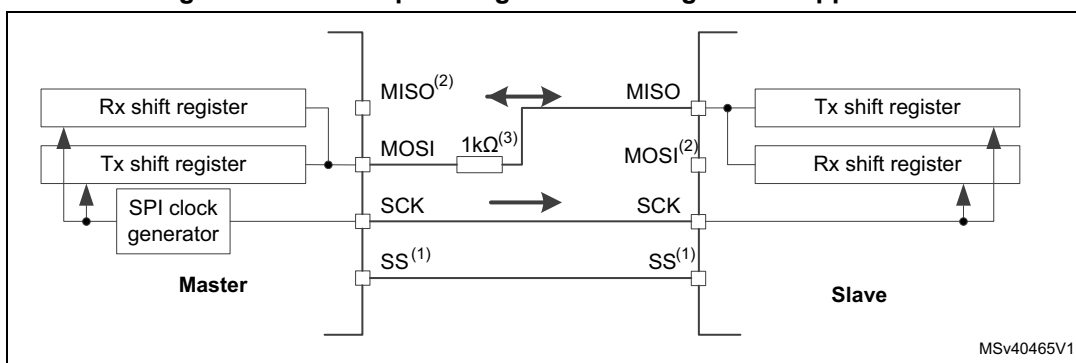 MISO(2)
MISO
Rx shift register
Tx shift register
MOSI
1kΩ(3)
MOSI(2)
Tx shift register
Rx shift register
SPI clock
generator
SCK
SCK
SS(1)
SS(1)
Master
Slave
MSv40465V1